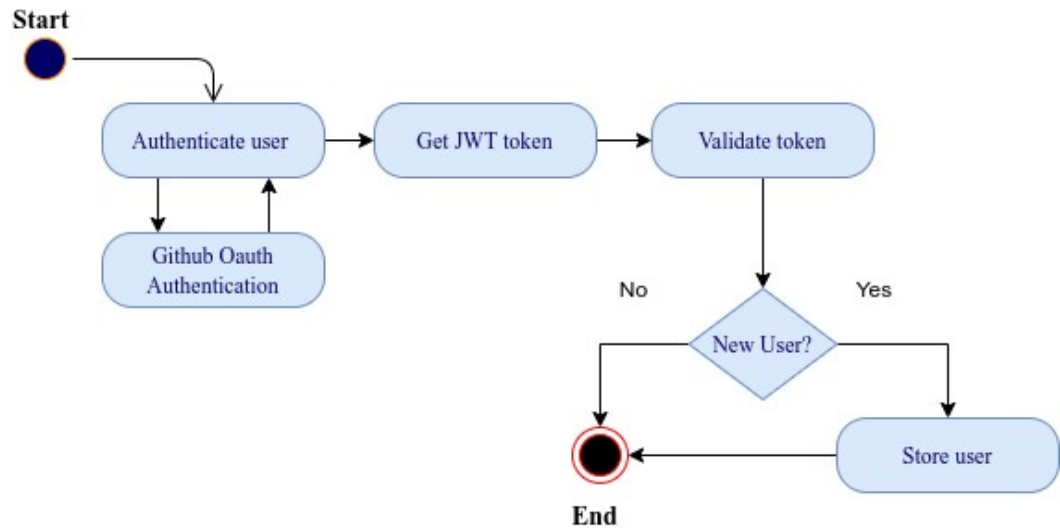 Start
Authenticate user
Get JWT token
Validate token
Github Oauth
Authentication
No
Yes
New User?
Store user
End